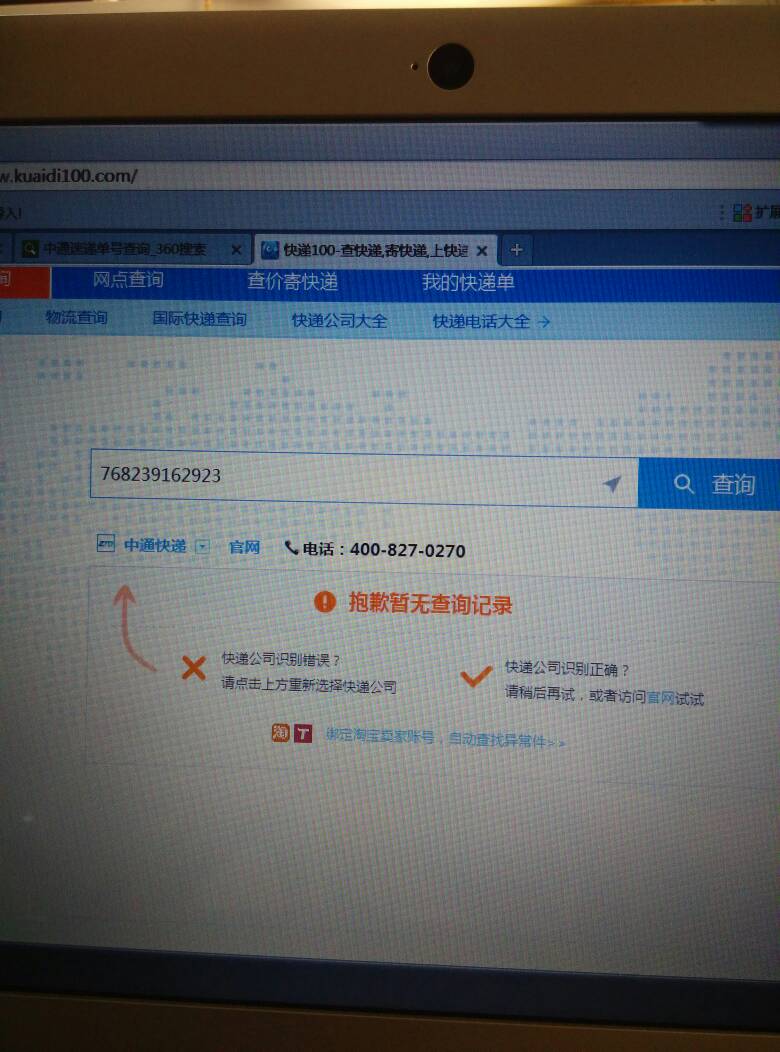 w.kuaidi100.com/
扩展
中通速递单号查询_360搜索
快递100-查快递,寄快递,上快递
询
网点查询
查价寄快递
我的快递单
物流查询
国际快递查询
快递公司大全
快递电话大全
768239162923
查询
中通快递
官网
电话：400-827-0270
抱歉暂无查询记录
快递公司识别错误？
请点击上方重新选择快递公司
快递公司识别正确？
请稍后再试，或者访问官网试试
淘 T 绑定淘宝卖家账号，自动查找异常件>>